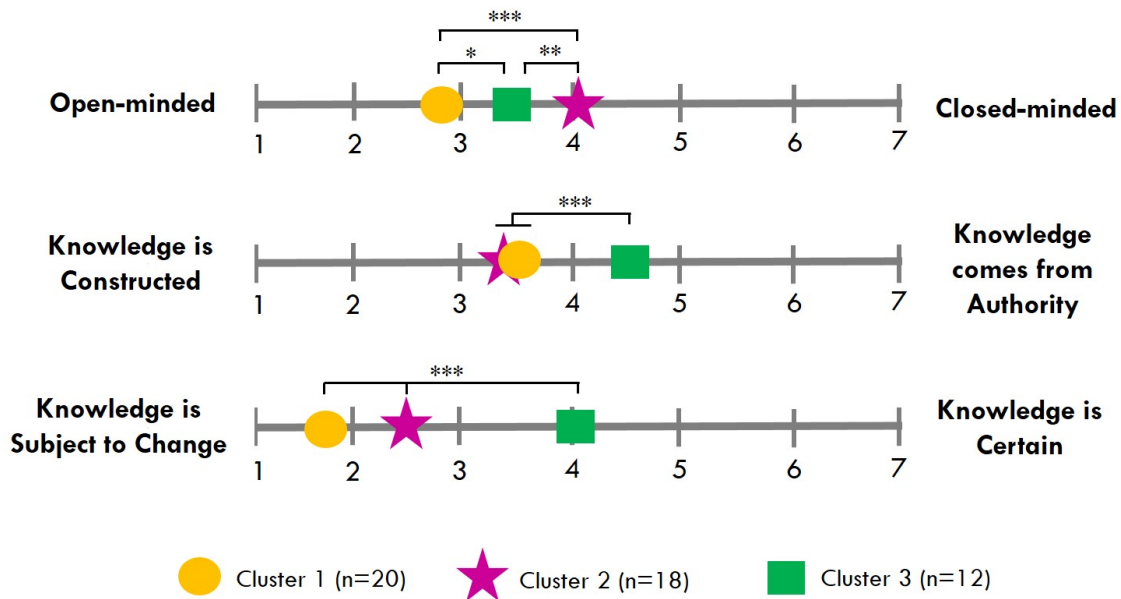 ***
* **
Open-minded
Closed-minded
1 2 3 4 5 6 7
***
Knowledge is
Constructed
Knowledge
comes from
Authority
1 2 3 4 5 6 7
***
Knowledge is
Subject to Change
Knowledge is
Certain
1 2 3 4 5 6 7
Cluster 1 (n=20) Cluster 2 (n=18) Cluster 3 (n=12)